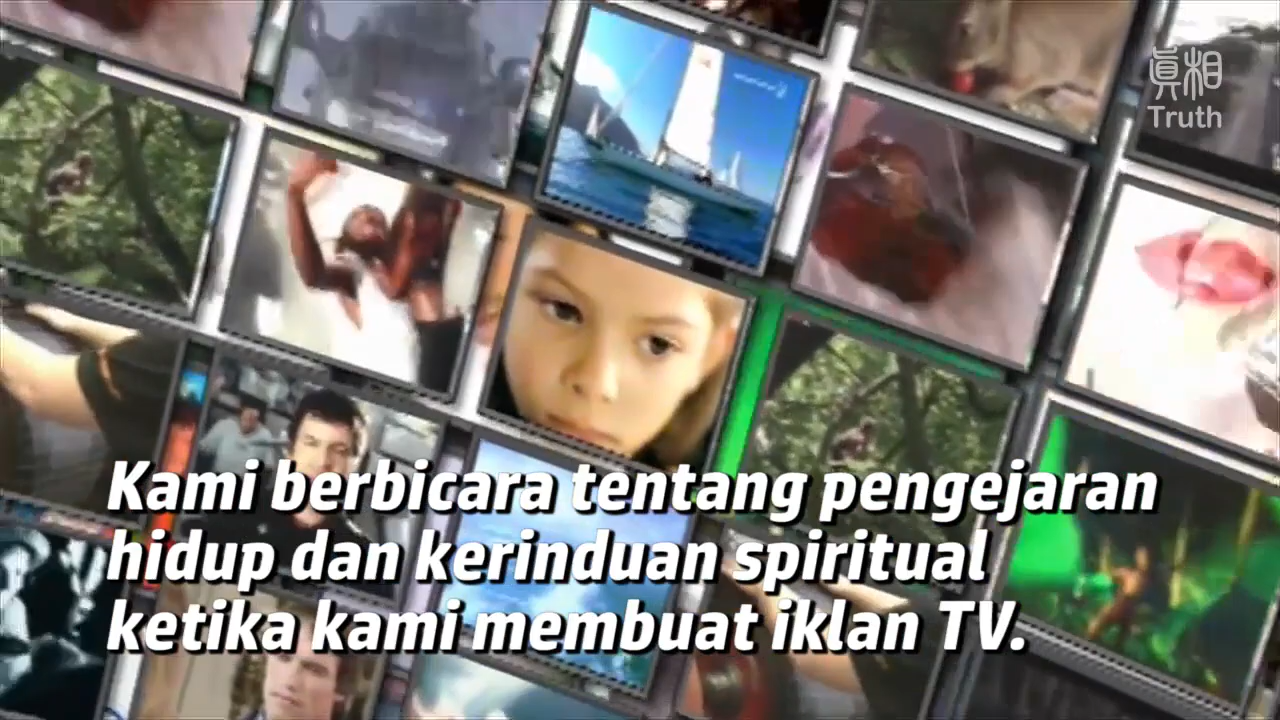 真相
Truth
Kami berbicara tentang pengejaran
hidup dan kerinduan spiritual
ketika kami membuat iklan TV.